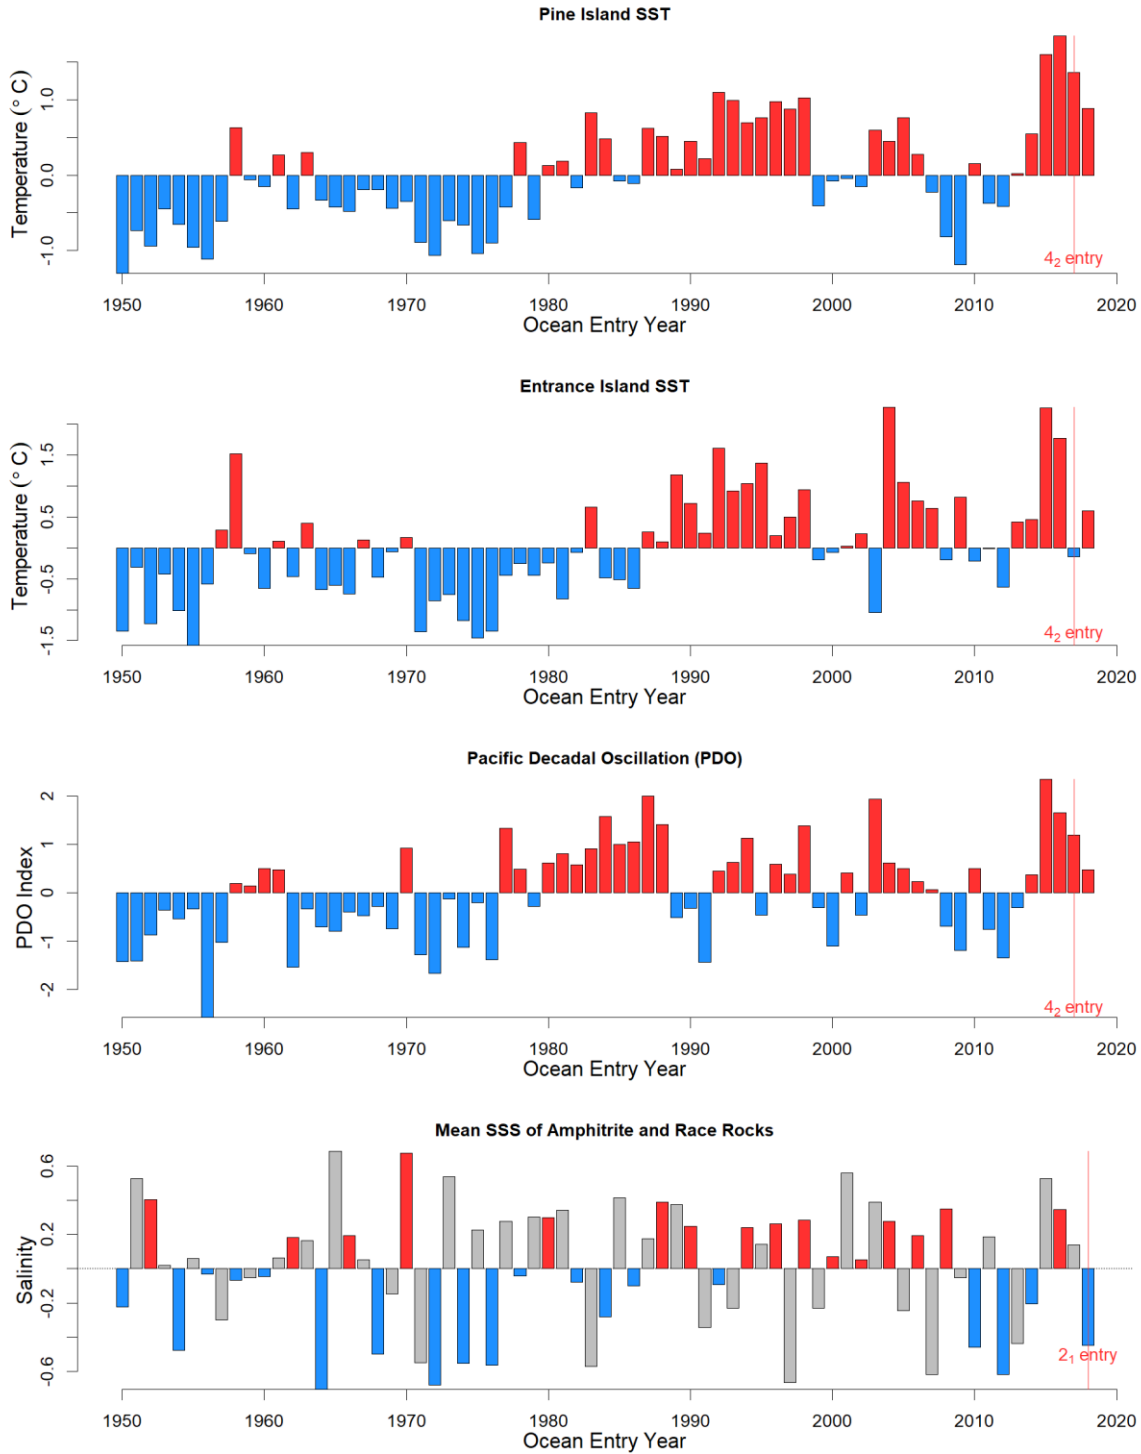 Pine Island SST
Temperature (° C)
1.0
0.0
-1.0
4₂ entry
1950 1960 1970 1980 1990 2000 2010 2020
Ocean Entry Year
Entrance Island SST
Temperature (° C)
1.5
0.5
-0.5
-1.5
4₂ entry
1950 1960 1970 1980 1990 2000 2010 2020
Ocean Entry Year
Pacific Decadal Oscillation (PDO)
PDO Index
2
1
0
-1
-2
4₂ entry
1950 1960 1970 1980 1990 2000 2010 2020
Ocean Entry Year
Mean SSS of Amphitrite and Race Rocks
Salinity
0.6
0.2
-0.2
-0.6
2₁ entry
1950 1960 1970 1980 1990 2000 2010 2020
Ocean Entry Year